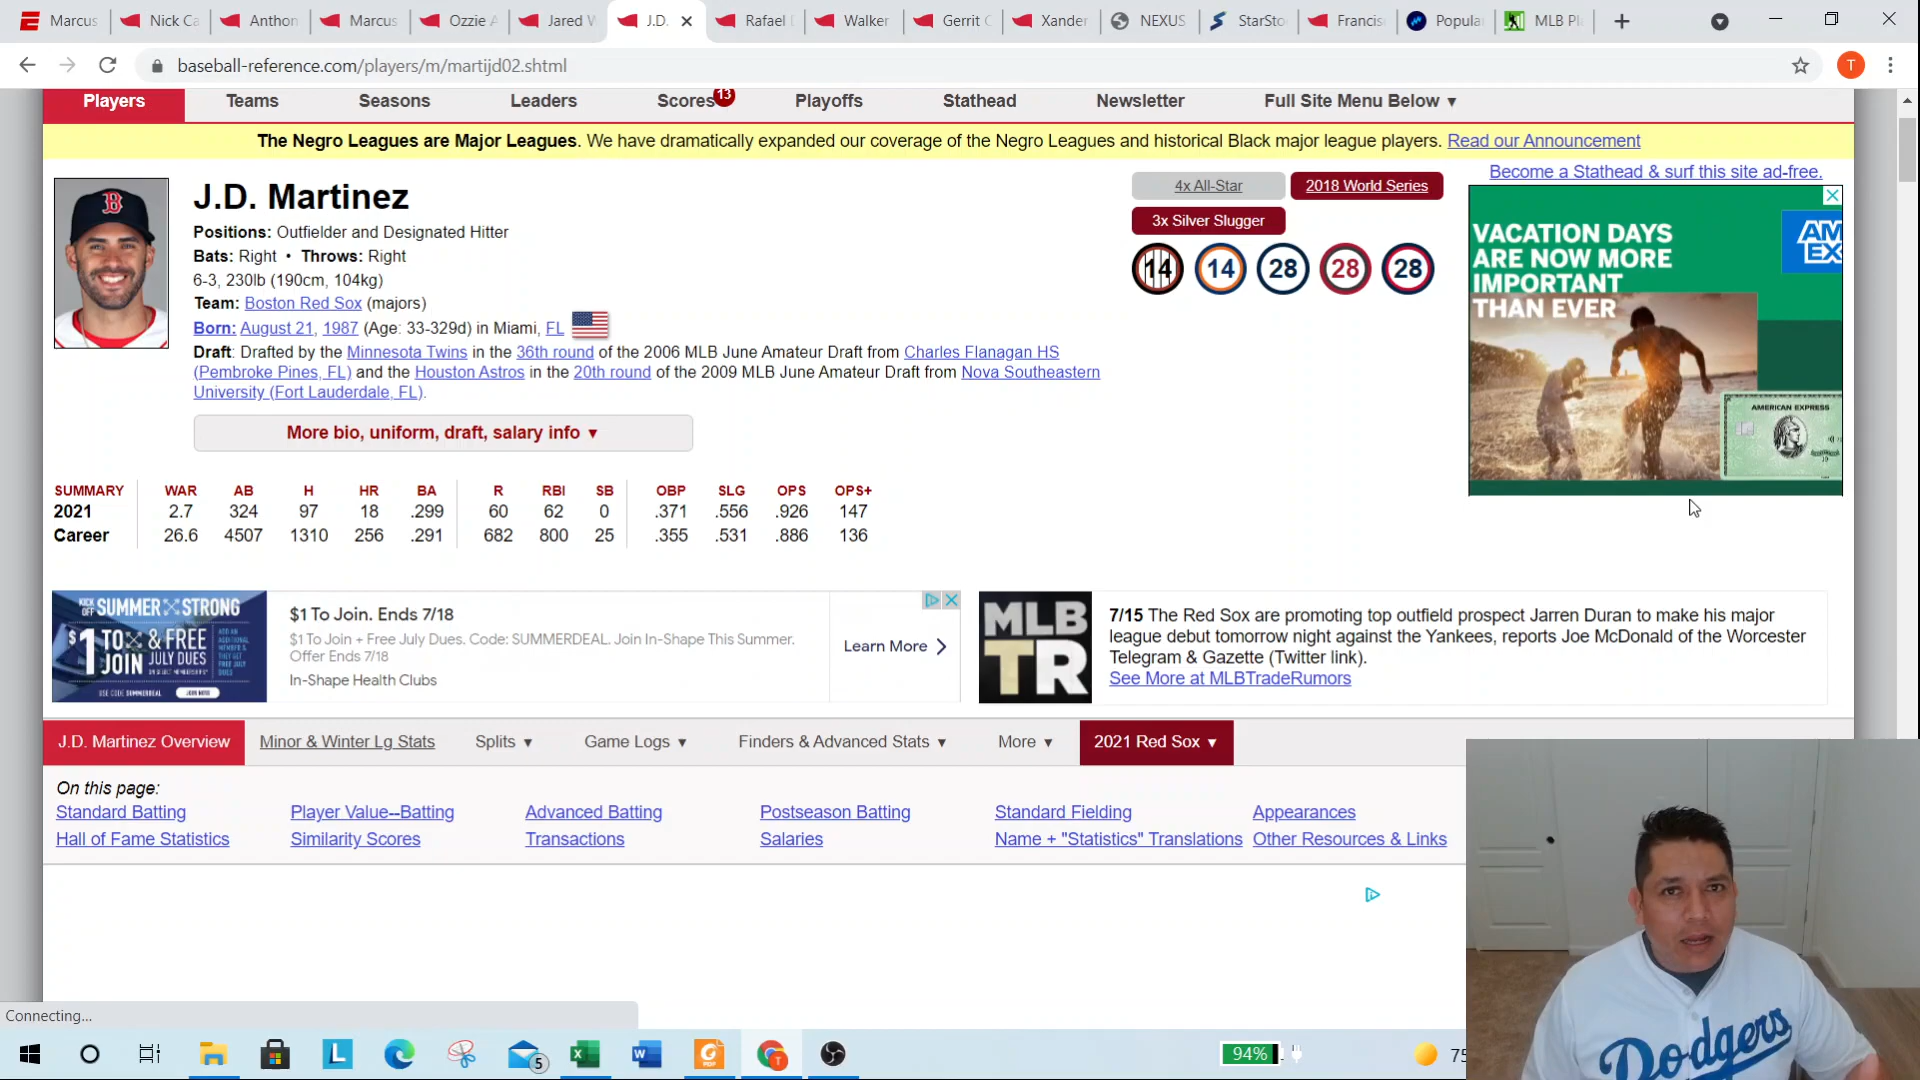 Marcus Nick Ca Anthon Marcus Ozzie A Jared W J.D. Rafael Walker Gerrit C Xander NEXUS StarSto Francis Popula MLB Pl
baseball-reference.com/players/m/martijd02.shtml T
Players Teams Seasons Leaders Scores 13 Playoffs Stathead Newsletter Full Site Menu Below ▼
The Negro Leagues are Major Leagues. We have dramatically expanded our coverage of the Negro Leagues and historical Black major league players. Read our Announcement
Become a Stathead & surf this site ad-free.
J.D. Martinez
Positions: Outfielder and Designated Hitter
Bats: Right • Throws: Right
6-3, 230lb (190cm, 104kg)
Team: Boston Red Sox (majors)
Born: August 21, 1987 (Age: 33-329d) in Miami, FL
Draft: Drafted by the Minnesota Twins in the 36th round of the 2006 MLB June Amateur Draft from Charles Flanagan HS
(Pembroke Pines, FL) and the Houston Astros in the 20th round of the 2009 MLB June Amateur Draft from Nova Southeastern
University (Fort Lauderdale, FL).
More bio, uniform, draft, salary info ▼
4x All-Star 2018 World Series
3x Silver Slugger
14 14 28 28 28
VACATION DAYS
ARE NOW MORE
IMPORTANT
THAN EVER
AM
EX
AMERICAN EXPRESS
SUMMARY WAR AB H HR BA R RBI SB OBP SLG OPS OPS+
2021 2.7 324 97 18 .299 60 62 0 .371 .556 .926 147
Career 26.6 4507 1310 256 .291 682 800 25 .355 .531 .886 136
KICK OFF SUMMER STRONG
$1 TO JOIN & FREE JULY DUES
USE CODE SUMMERDEAL JOIN NOW
$1 To Join. Ends 7/18
$1 To Join + Free July Dues. Code: SUMMERDEAL. Join In-Shape This Summer.
Offer Ends 7/18
In-Shape Health Clubs
Learn More
MLB
TR
7/15 The Red Sox are promoting top outfield prospect Jarren Duran to make his major
league debut tomorrow night against the Yankees, reports Joe McDonald of the Worcester
Telegram & Gazette (Twitter link).
See More at MLBTradeRumors
J.D. Martinez Overview Minor & Winter Lg Stats Splits ▼ Game Logs ▼ Finders & Advanced Stats ▼ More ▼ 2021 Red Sox ▼
On this page:
Standard Batting Player Value--Batting Advanced Batting Postseason Batting Standard Fielding Appearances
Hall of Fame Statistics Similarity Scores Transactions Salaries Name + "Statistics" Translations Other Resources & Links
Dodgers
Connecting...
L 5 94% 75